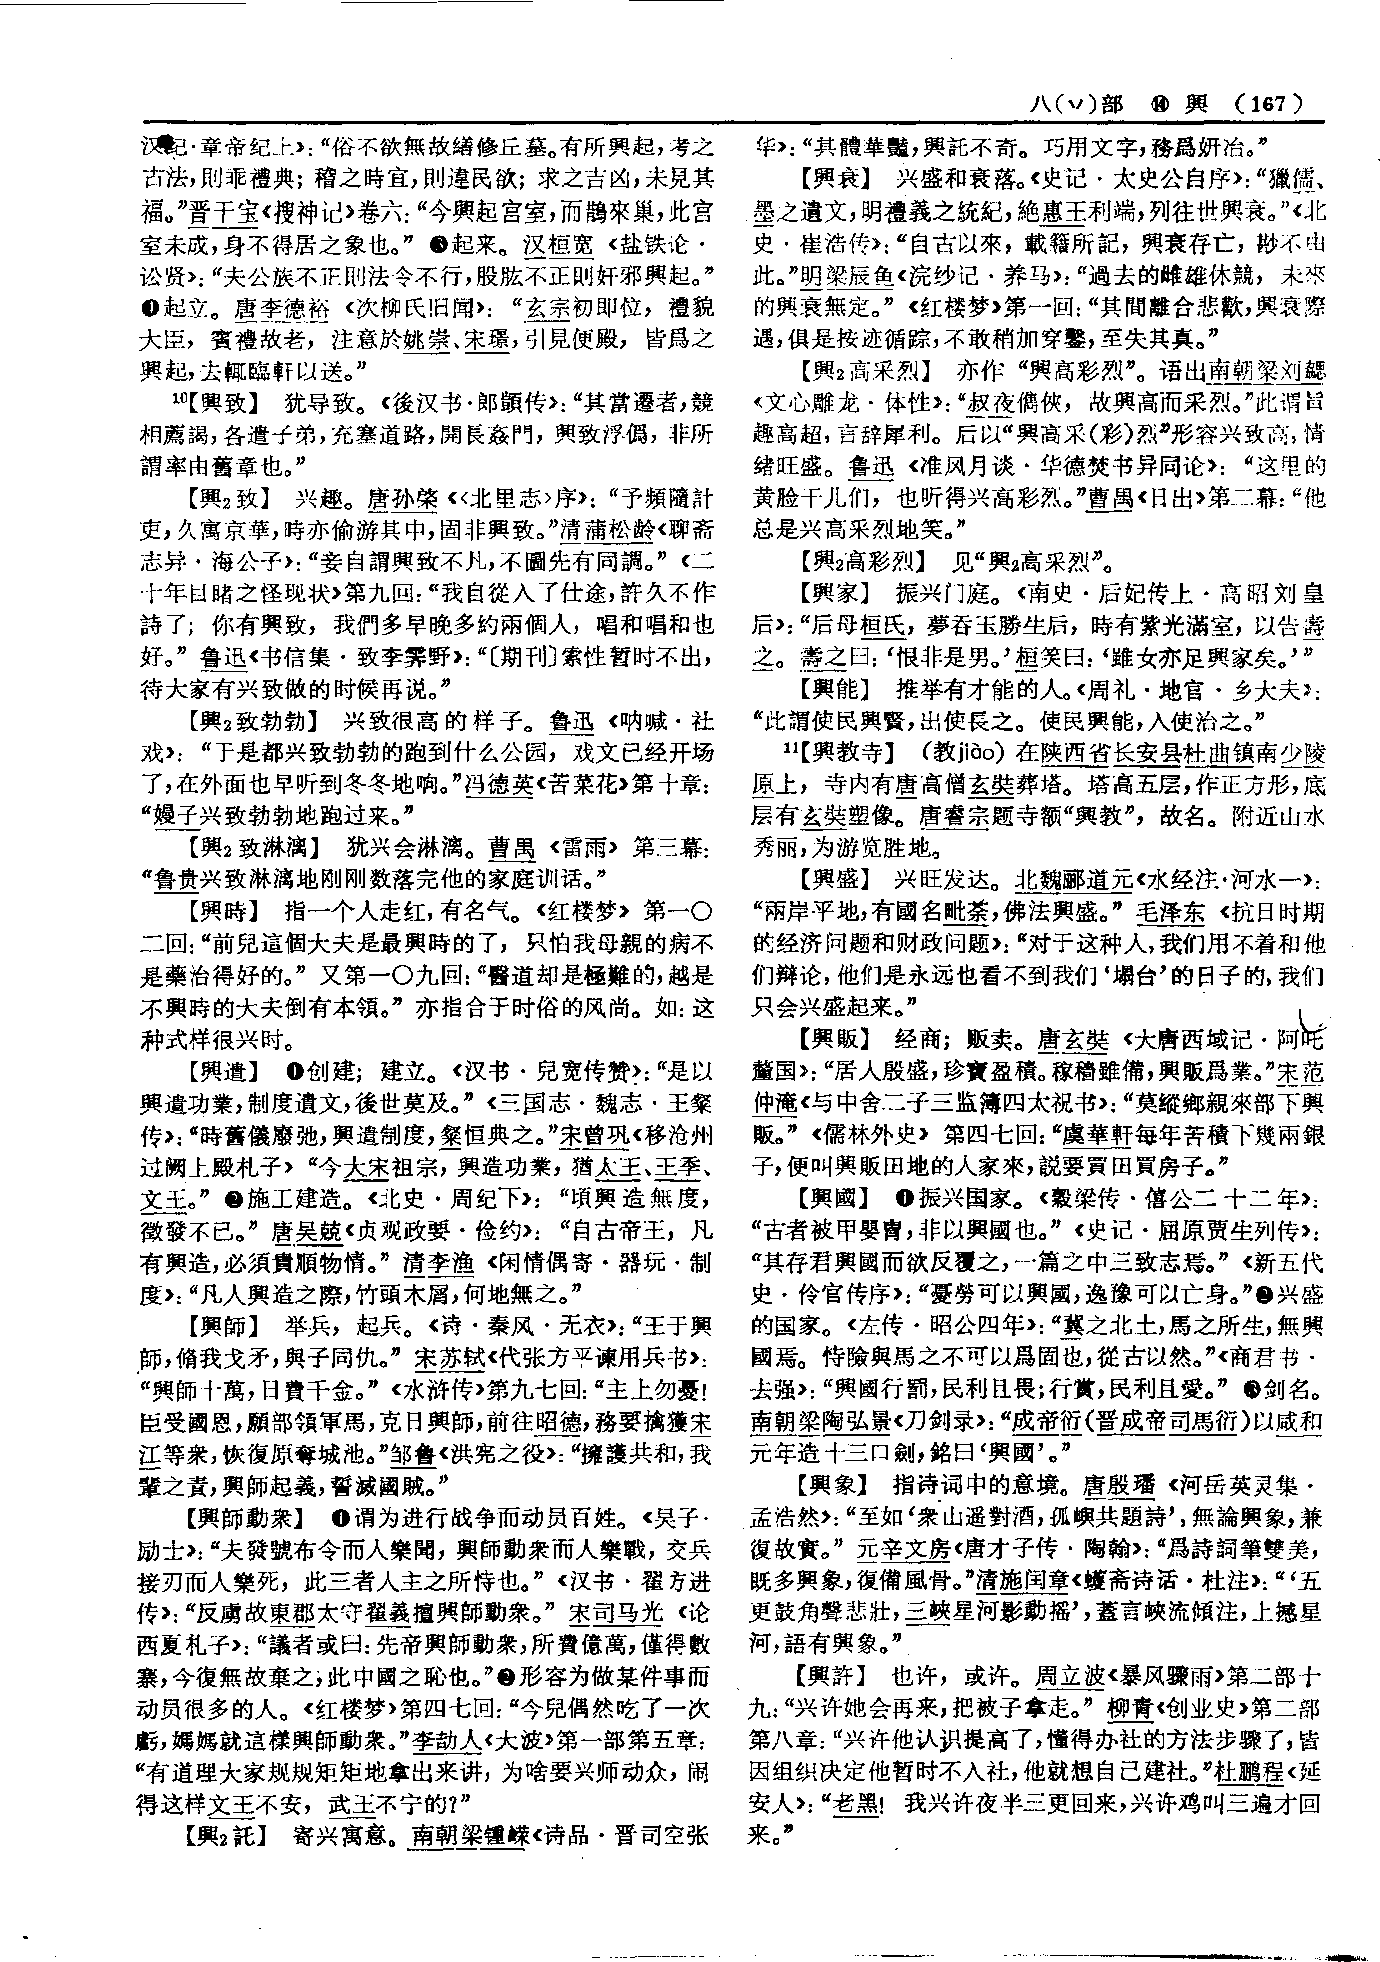 八(丷)部 ⑭ 興 (167)
汉纪·章帝纪上》：“俗不欲無故繕修丘墓。有所興起，考之
古法，則乖禮典；稽之時宜，則違民欲；求之吉凶，未見其
福。”晋干宝《搜神记》卷六：“今興起宫室，而鵲來巢，此宫
室未成，身不得居之象也。” ❸起来。汉桓宽《盐铁论·
讼贤》：“夫公族不正則法令不行，股肱不正則奸邪興起。”
❹起立。唐李德裕《次柳氏旧闻》：“玄宗初即位，禮貌
大臣，賓禮故老，注意於姚崇、宋璟，引見便殿，皆爲之
興起，去輒臨軒以送。”
10【興致】 犹导致。《後汉书·郎顗传》：“其當遷者，競
相薦謁，各遣子弟，充塞道路，開長姦門，興致浮僞，非所
謂率由舊章也。”
【興₂致】 兴趣。唐孙棨《〈北里志〉序》：“予頻隨計
吏，久寓京華，時亦偷游其中，固非興致。”清蒲松龄《聊斋
志异·海公子》：“妾自謂興致不凡，不圖先有同調。”《二
十年目睹之怪现状》第九回：“我自從入了仕途，許久不作
詩了；你有興致，我們多早晚多約兩個人，唱和唱和也
好。”鲁迅《书信集·致李霁野》：“〔期刊〕索性暂时不出，
待大家有兴致做的时候再说。”
【興₂致勃勃】 兴致很高的样子。鲁迅《呐喊·社
戏》：“于是都兴致勃勃的跑到什么公园，戏文已经开场
了，在外面也早听到冬冬地响。”冯德英《苦菜花》第十章：
“嫚子兴致勃勃地跑过来。”
【興₂致淋漓】 犹兴会淋漓。曹禺《雷雨》第三幕：
“鲁贵兴致淋漓地刚刚数落完他的家庭训话。”
【興時】 指一个人走红，有名气。《红楼梦》第一〇
二回：“前兒這個大夫是最興時的了，只怕我母親的病不
是藥治得好的。”又第一〇九回：“醫道却是極難的，越是
不興時的大夫倒有本領。”亦指合于时俗的风尚。如：这
种式样很兴时。
【興造】 ❶创建；建立。《汉书·兒宽传赞》：“是以
興造功業，制度遺文，後世莫及。”《三国志·魏志·王粲
传》：“時舊儀廢弛，興造制度，粲恒典之。”宋曾巩《移沧州
过阙上殿札子》“今大宋祖宗，興造功業，猶太王、王季、
文王。” ❷施工建造。《北史·周纪下》：“頃興造無度，
徵發不已。”唐吴兢《贞观政要·俭约》：“自古帝王，凡
有興造，必須貴順物情。”清李渔《闲情偶寄·器玩·制
度》：“凡人興造之際，竹頭木屑，何地無之。”
【興師】 举兵，起兵。《诗·秦风·无衣》：“王于興
師，脩我戈矛，與子同仇。”宋苏轼《代张方平谏用兵书》：
“興師十萬，日費千金。”《水浒传》第九七回：“主上勿憂！
臣受國恩，願部領軍馬，克日興師，前往昭德，務要擒獲宋
江等衆，恢復原奪城池。”邹鲁《洪宪之役》：“擁護共和，我
輩之責，興師起義，誓滅國賊。”
【興師動衆】 ❶谓为进行战争而动员百姓。《吴子·
励士》：“夫發號布令而人樂聞，興師動衆而人樂戰，交兵
接刃而人樂死，此三者人主之所恃也。”《汉书·翟方进
传》：“反虜故東郡太守翟義擅興師動衆。”宋司马光《论
西夏札子》：“議者或曰：先帝興師動衆，所費億萬，僅得數
寨，今復無故棄之，此中國之恥也。”❷形容为做某件事而
动员很多的人。《红楼梦》第四七回：“今兒偶然吃了一次
虧，媽媽就這樣興師動衆。”李劼人《大波》第一部第五章：
“有道理大家规规矩矩地拿出来讲，为啥要兴师动众，闹
得这样文王不安，武王不宁的？”
【興₂託】 寄兴寓意。南朝梁锺嵘《诗品·晋司空张
华》：“其體華豔，興託不奇。巧用文字，務爲妍冶。”
【興衰】 兴盛和衰落。《史记·太史公自序》：“獵儒、
墨之遺文，明禮義之統紀，絶惠王利端，列往世興衰。”《北
史·崔浩传》：“自古以來，載籍所記，興衰存亡，尠不由
此。”明梁辰鱼《浣纱记·养马》：“過去的雌雄休競，未來
的興衰無定。”《红楼梦》第一回：“其間離合悲歡，興衰際
遇，俱是按迹循踪，不敢稍加穿鑿，至失其真。”
【興₂高采烈】 亦作“興高彩烈”。语出南朝梁刘勰
《文心雕龙·体性》：“叔夜儁俠，故興高而采烈。”此谓旨
趣高超，言辞犀利。后以“興高采(彩)烈”形容兴致高，情
绪旺盛。鲁迅《准风月谈·华德焚书异同论》：“这里的
黄脸干儿们，也听得兴高彩烈。”曹禺《日出》第二幕：“他
总是兴高采烈地笑。”
【興₂高彩烈】 见“興₂高采烈”。
【興家】 振兴门庭。《南史·后妃传上·高昭刘皇
后》：“后母桓氏，夢吞玉勝生后，時有紫光滿室，以告壽
之。壽之曰：‘恨非是男。’桓笑曰：‘雖女亦足興家矣。’”
【興能】 推举有才能的人。《周礼·地官·乡大夫》：
“此謂使民興賢，出使長之。使民興能，入使治之。”
11【興教寺】 (教jiào) 在陕西省长安县杜曲镇南少陵
原上，寺内有唐高僧玄奘葬塔。塔高五层，作正方形，底
层有玄奘塑像。唐睿宗题寺额“興教”，故名。附近山水
秀丽，为游览胜地。
【興盛】 兴旺发达。北魏郦道元《水经注·河水一》：
“兩岸平地，有國名毗荼，佛法興盛。”毛泽东《抗日时期
的经济问题和财政问题》：“对于这种人，我们用不着和他
们辩论，他们是永远也看不到我们‘塌台’的日子的，我们
只会兴盛起来。”
【興販】 经商；贩卖。唐玄奘《大唐西域记·阿吒
釐国》：“居人殷盛，珍寶盈積。稼穡雖備，興販爲業。”宋范
仲淹《与中舍二子三监簿四太祝书》：“莫縱鄉親來部下興
販。”《儒林外史》第四七回：“虞華軒每年苦積下幾兩銀
子，便叫興販田地的人家來，説要買田買房子。”
【興國】 ❶振兴国家。《穀梁传·僖公二十二年》：
“古者被甲嬰胄，非以興國也。”《史记·屈原贾生列传》：
“其存君興國而欲反覆之，一篇之中三致志焉。”《新五代
史·伶官传序》：“憂勞可以興國，逸豫可以亡身。”❷兴盛
的国家。《左传·昭公四年》：“冀之北土，馬之所生，無興
國焉。恃險與馬之不可以爲固也，從古以然。”《商君书·
去强》：“興國行罰，民利且畏；行賞，民利且愛。” ❸剑名。
南朝梁陶弘景《刀剑录》：“成帝衍(晋成帝司馬衍)以咸和
元年造十三口劍，銘曰‘興國’。”
【興象】 指诗词中的意境。唐殷璠《河岳英灵集·
孟浩然》：“至如‘衆山遥對酒，孤嶼共題詩’，無論興象，兼
復故實。”元辛文房《唐才子传·陶翰》：“爲詩詞筆雙美，
既多興象，復備風骨。”清施闰章《蠖斋诗话·杜注》：“‘五
更鼓角聲悲壯，三峽星河影動摇’，蓋言峽流傾注，上撼星
河，語有興象。”
【興許】 也许，或许。周立波《暴风骤雨》第二部十
九：“兴许她会再来，把被子拿走。”柳青《创业史》第二部
第八章：“兴许他认识提高了，懂得办社的方法步骤了，皆
因组织决定他暂时不入社，他就想自己建社。”杜鹏程《延
安人》：“老黑！我兴许夜半三更回来，兴许鸡叫三遍才回
来。”